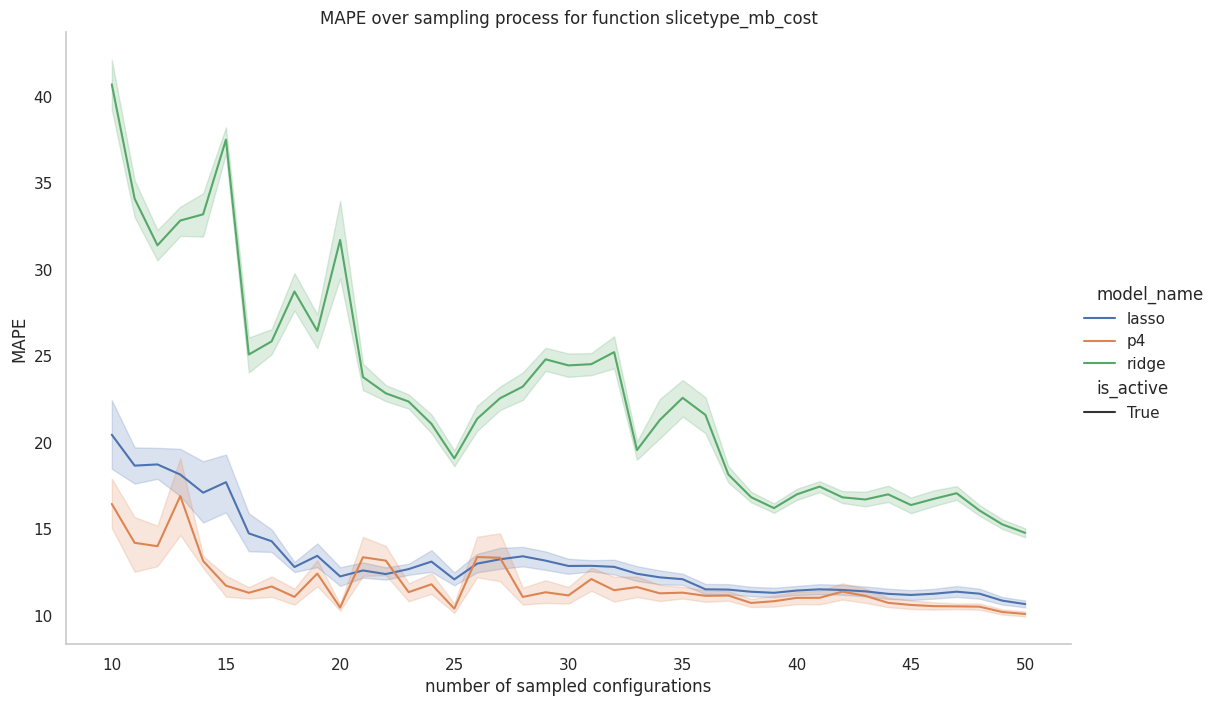 MAPE over sampling process for function slicetype_mb_cost
MAPE
40
35
30
25
20
15
10
10 15 20 25 30 35 40 45 50
number of sampled configurations
model_name
lasso
p4
ridge
is_active
True